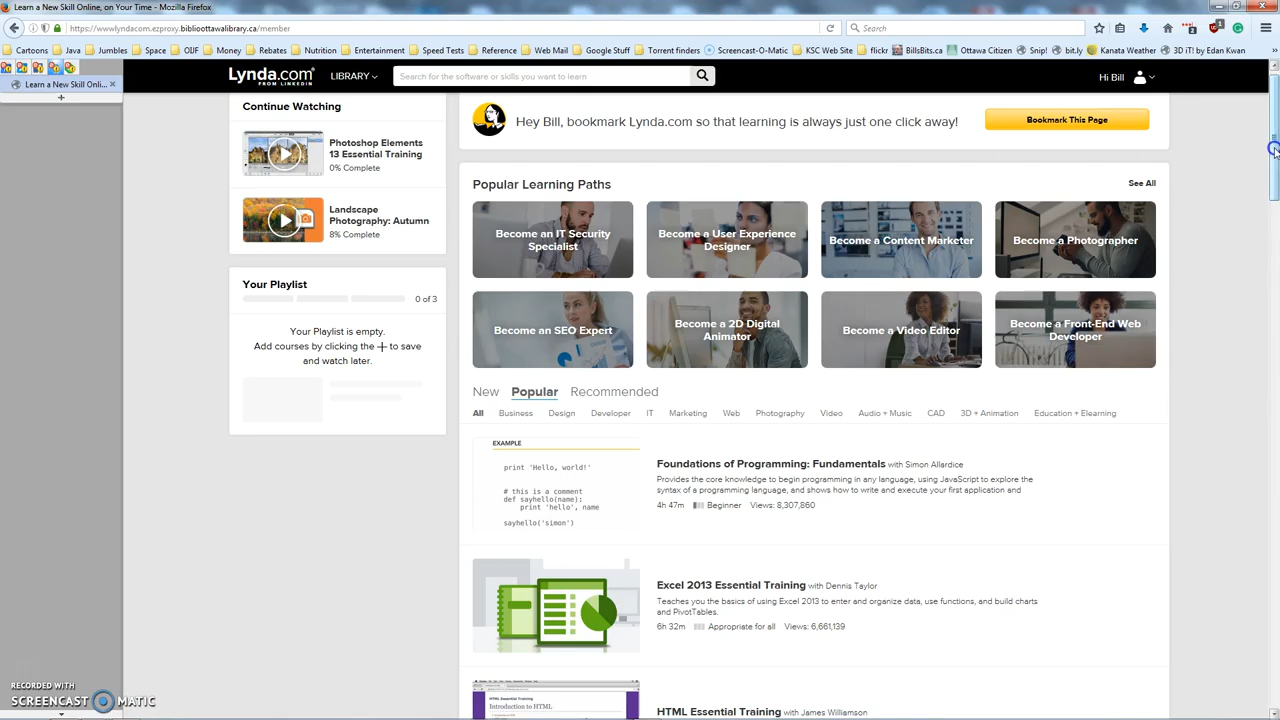 Learn a New Skill Online, on Your Time - Mozilla Firefox
https://wwwlyndacom.ezproxy.biblioottawalibrary.ca/member
Search
Cartoons Java Jumbles Space OIJF Money Rebates Nutrition Entertainment Speed Tests Reference Web Mail Google Stuff Torrent finders Screencast-O-Matic KSC Web Site flickr BillsBits.ca Ottawa Citizen Snip! bit.ly Kanata Weather 3D iT! by Edan Kwan
Learn a New Skill Onli...
Lynda.com
FROM LINKEDIN
LIBRARY
Search for the software or skills you want to learn
Hi Bill
Continue Watching
Photoshop Elements
13 Essential Training
0% Complete
Landscape
Photography: Autumn
8% Complete
Your Playlist
0 of 3
Your Playlist is empty.
Add courses by clicking the + to save
and watch later.
Hey Bill, bookmark Lynda.com so that learning is always just one click away!
Bookmark This Page
Popular Learning Paths
See All
Become an IT Security
Specialist
Become a User Experience
Designer
Become a Content Marketer
Become a Photographer
Become an SEO Expert
Become a 2D Digital
Animator
Become a Video Editor
Become a Front-End Web
Developer
New Popular Recommended
All Business Design Developer IT Marketing Web Photography Video Audio + Music CAD 3D + Animation Education + Elearning
EXAMPLE
print 'Hello, world!'
# this is a comment
def sayhello(name):
print 'hello', name
sayhello('simon')
Foundations of Programming: Fundamentals with Simon Allardice
Provides the core knowledge to begin programming in any language, using JavaScript to explore the
syntax of a programming language, and shows how to write and execute your first application and
4h 47m Beginner Views: 8,307,860
Excel 2013 Essential Training with Dennis Taylor
Teaches you the basics of using Excel 2013 to enter and organize data, use functions, and build charts
and PivotTables.
6h 32m Appropriate for all Views: 6,661,139
HTML Essential Training
Introduction to HTML
HTML Essential Training with James Williamson
RECORDED WITH
SCREENCAST MATIC